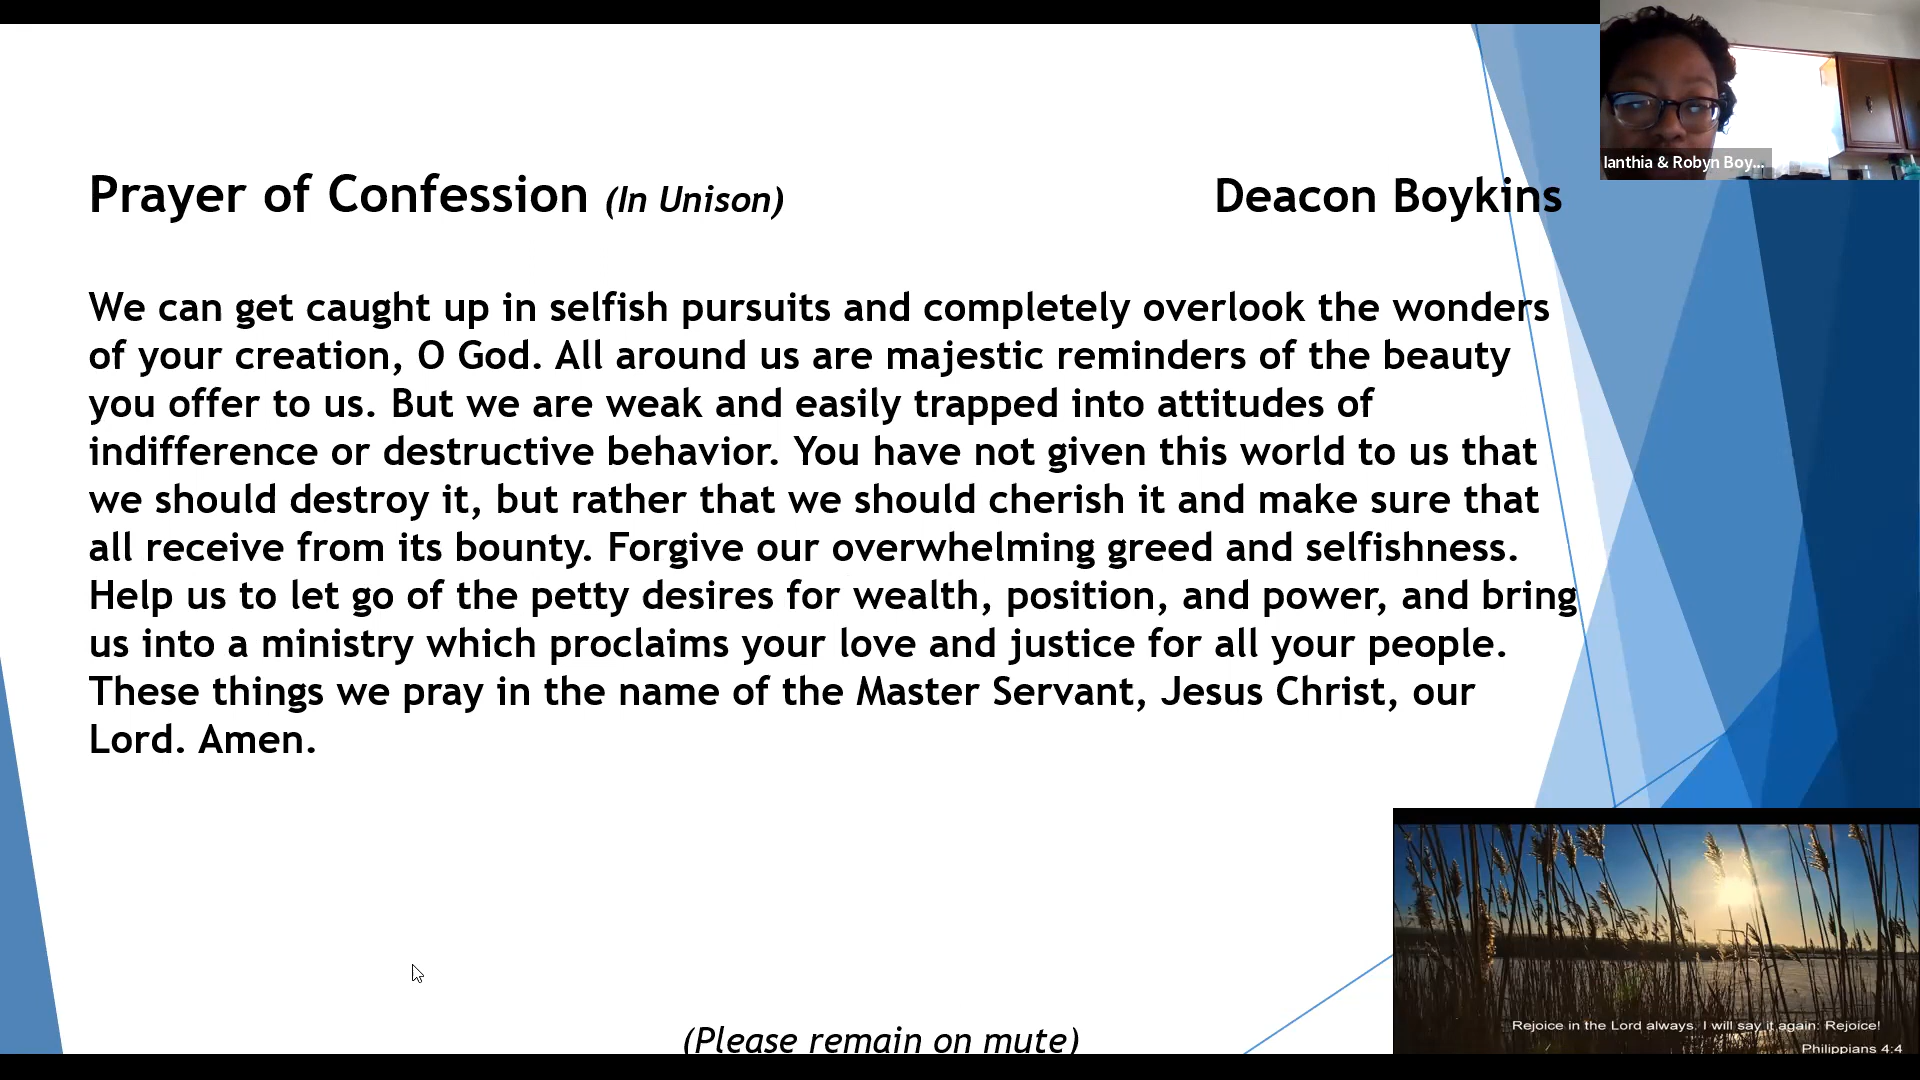 Prayer of Confession (In Unison) Deacon Boykins
We can get caught up in selfish pursuits and completely overlook the wonders
of your creation, O God. All around us are majestic reminders of the beauty
you offer to us. But we are weak and easily trapped into attitudes of
indifference or destructive behavior. You have not given this world to us that
we should destroy it, but rather that we should cherish it and make sure that
all receive from its bounty. Forgive our overwhelming greed and selfishness.
Help us to let go of the petty desires for wealth, position, and power, and bring
us into a ministry which proclaims your love and justice for all your people.
These things we pray in the name of the Master Servant, Jesus Christ, our
Lord. Amen.
(Please remain on mute)
Ianthia & Robyn Boy...
Rejoice in the Lord always. I will say it again: Rejoice!
Philippians 4:4